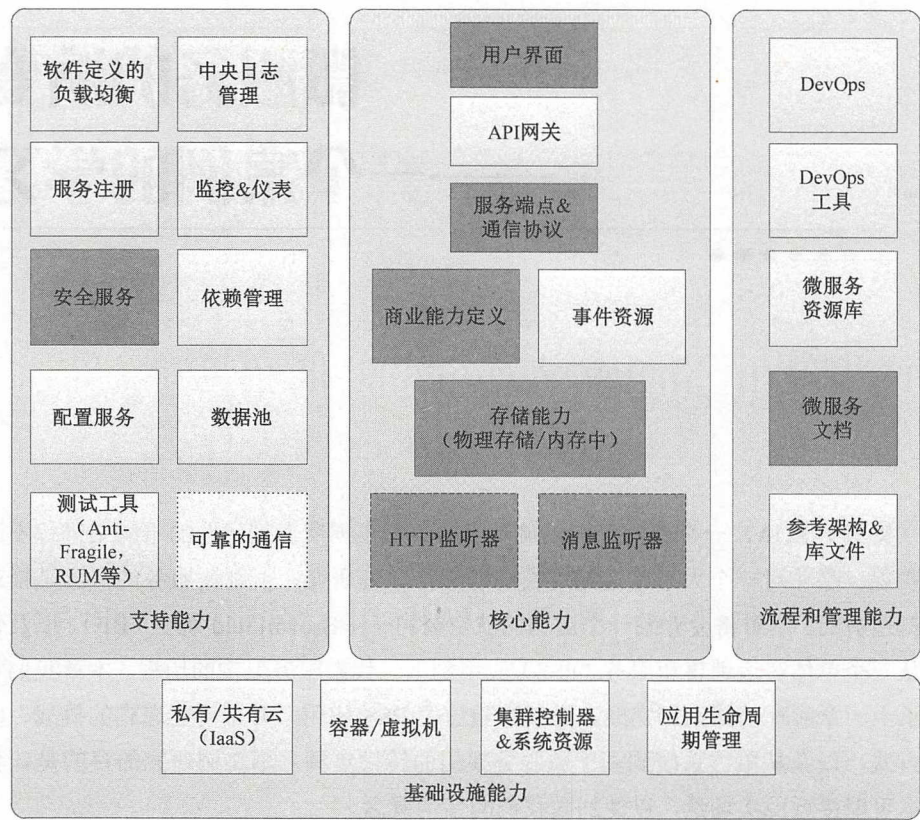 软件定义的
负载均衡
中央日志
管理
服务注册
监控&仪表
安全服务
依赖管理
配置服务
数据池
测试工具
（Anti-
Fragile，
RUM等）
可靠的通信
支持能力
用户界面
API网关
服务端点&
通信协议
商业能力定义
事件资源
存储能力
（物理存储/内存中）
HTTP监听器
消息监听器
核心能力
DevOps
DevOps
工具
微服务
资源库
微服务
文档
参考架构&
库文件
流程和管理能力
私有/共有云
（IaaS）
容器/虚拟机
集群控制器
&系统资源
应用生命周
期管理
基础设施能力